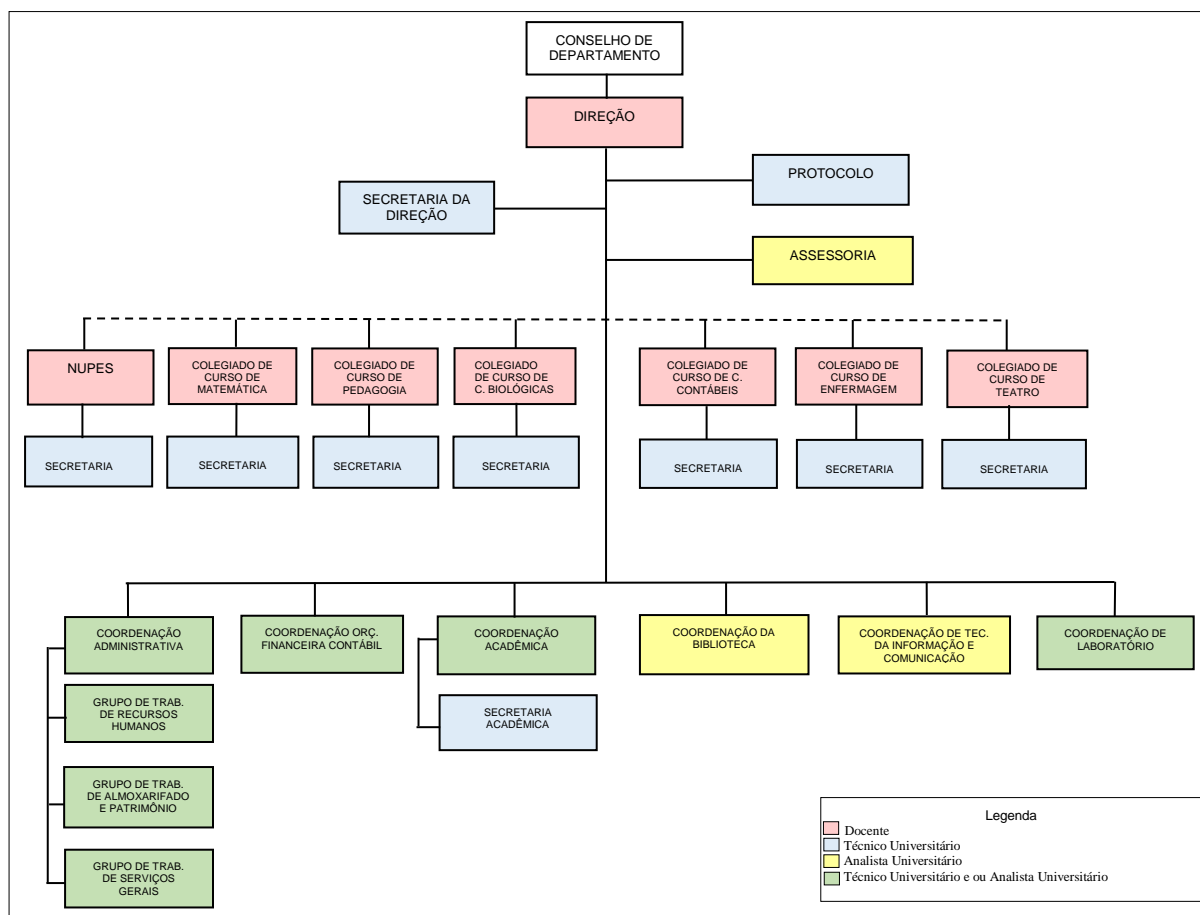 CONSELHO DE
DEPARTAMENTO
DIREÇÃO
PROTOCOLO
SECRETARIA DA
DIREÇÃO
ASSESSORIA
NUPES
COLEGIADO DE
CURSO DE
MATEMÁTICA
COLEGIADO DE
CURSO DE
PEDAGOGIA
COLEGIADO
DE CURSO DE
C. BIOLÓGICAS
COLEGIADO DE
CURSO DE C.
CONTÁBEIS
COLEGIADO DE
CURSO DE
ENFERMAGEM
COLEGIADO DE
CURSO DE
TEATRO
SECRETARIA
SECRETARIA
SECRETARIA
SECRETARIA
SECRETARIA
SECRETARIA
SECRETARIA
COORDENAÇÃO
ADMINISTRATIVA
COORDENAÇÃO ORÇ.
FINANCEIRA CONTÁBIL
COORDENAÇÃO
ACADÊMICA
COORDENAÇÃO DA
BIBLIOTECA
COORDENAÇÃO DE TEC.
DA INFORMAÇÃO E
COMUNICAÇÃO
COORDENAÇÃO DE
LABORATÓRIO
GRUPO DE TRAB.
DE RECURSOS
HUMANOS
SECRETARIA
ACADÊMICA
GRUPO DE TRAB.
DE ALMOXARIFADO
E PATRIMÔNIO
GRUPO DE TRAB.
DE SERVIÇOS
GERAIS
Legenda
Docente
Técnico Universitário
Analista Universitário
Técnico Universitário e ou Analista Universitário